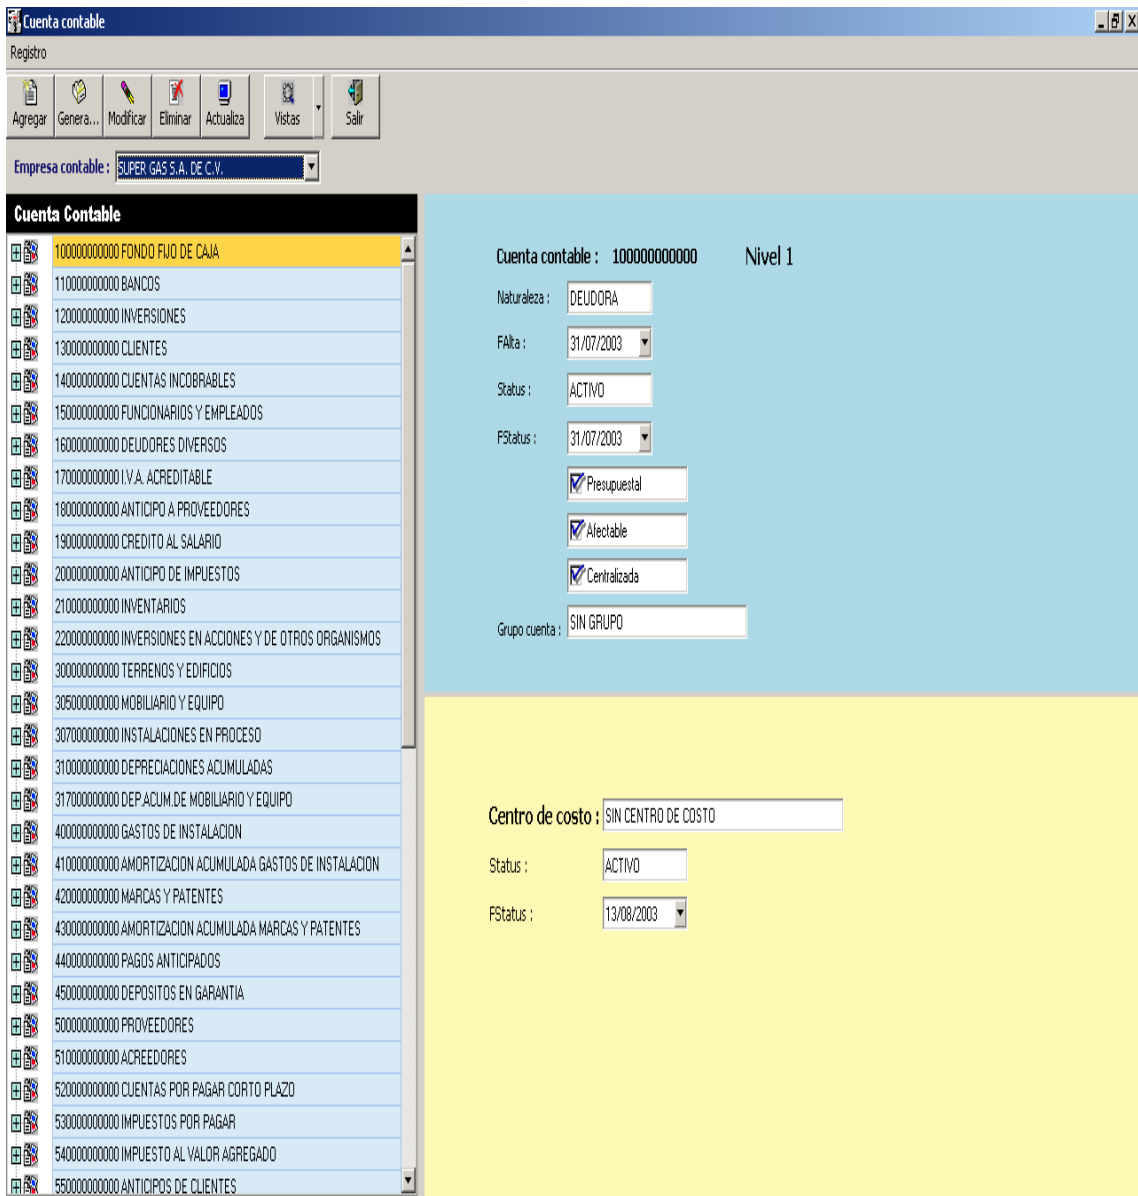 Cuenta contable
Registro
Agregar Genera... Modificar Eliminar Actualiza Vistas Salir
Empresa contable : SUPER GAS S.A. DE C.V.
Cuenta Contable
100000000000 FONDO FIJO DE CAJA
110000000000 BANCOS
120000000000 INVERSIONES
130000000000 CLIENTES
140000000000 CUENTAS INCOBRABLES
150000000000 FUNCIONARIOS Y EMPLEADOS
160000000000 DEUDORES DIVERSOS
170000000000 I.V.A. ACREDITABLE
180000000000 ANTICIPO A PROVEEDORES
190000000000 CREDITO AL SALARIO
200000000000 ANTICIPO DE IMPUESTOS
210000000000 INVENTARIOS
220000000000 INVERSIONES EN ACCIONES Y DE OTROS ORGANISMOS
300000000000 TERRENOS Y EDIFICIOS
305000000000 MOBILIARIO Y EQUIPO
307000000000 INSTALACIONES EN PROCESO
310000000000 DEPRECIACIONES ACUMULADAS
317000000000 DEP.ACUM.DE MOBILIARIO Y EQUIPO
400000000000 GASTOS DE INSTALACION
410000000000 AMORTIZACION ACUMULADA GASTOS DE INSTALACION
420000000000 MARCAS Y PATENTES
430000000000 AMORTIZACION ACUMULADA MARCAS Y PATENTES
440000000000 PAGOS ANTICIPADOS
450000000000 DEPOSITOS EN GARANTIA
500000000000 PROVEEDORES
510000000000 ACREEDORES
520000000000 CUENTAS POR PAGAR CORTO PLAZO
530000000000 IMPUESTOS POR PAGAR
540000000000 IMPUESTO AL VALOR AGREGADO
550000000000 ANTICIPOS DE CLIENTES
Cuenta contable : 100000000000 Nivel 1
Naturaleza : DEUDORA
FAlta : 31/07/2003
Status : ACTIVO
FStatus : 31/07/2003
Presupuestal
Afectable
Centralizada
Grupo cuenta : SIN GRUPO
Centro de costo : SIN CENTRO DE COSTO
Status : ACTIVO
FStatus : 13/08/2003